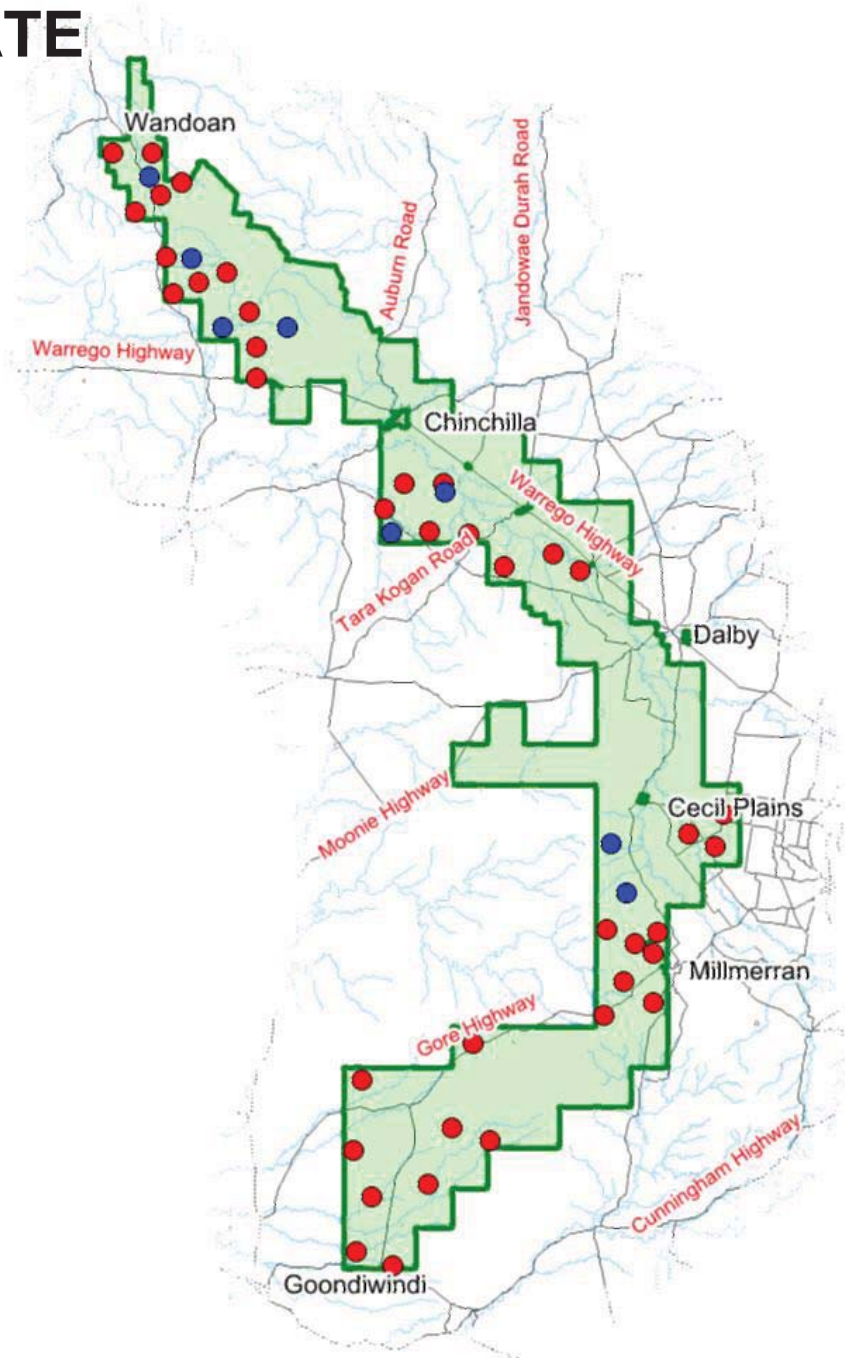 ATE
Wandoan
Auburn Road
Jandowae Durah Road
Warrego Highway
Chinchilla
Warrego Highway
Tara Kogan Road
Dalby
Moonie Highway
Cecil Plains
Millmerran
Gore Highway
Cunningham Highway
Goondiwindi